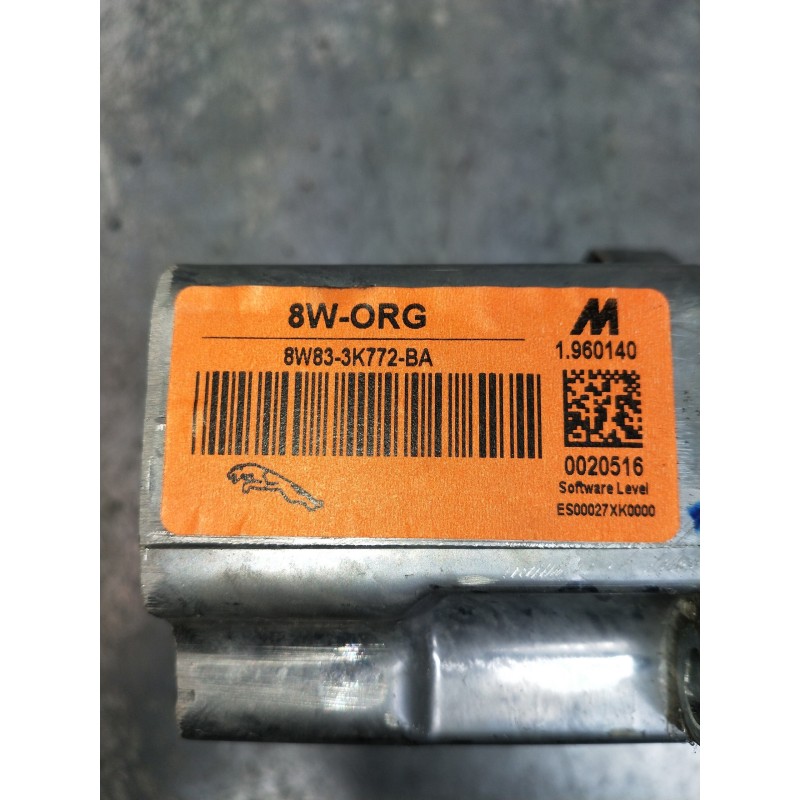 8W-ORG
8W83-3K772-BA
M
1.960140
0020516
Software Level
ES00027XK0000